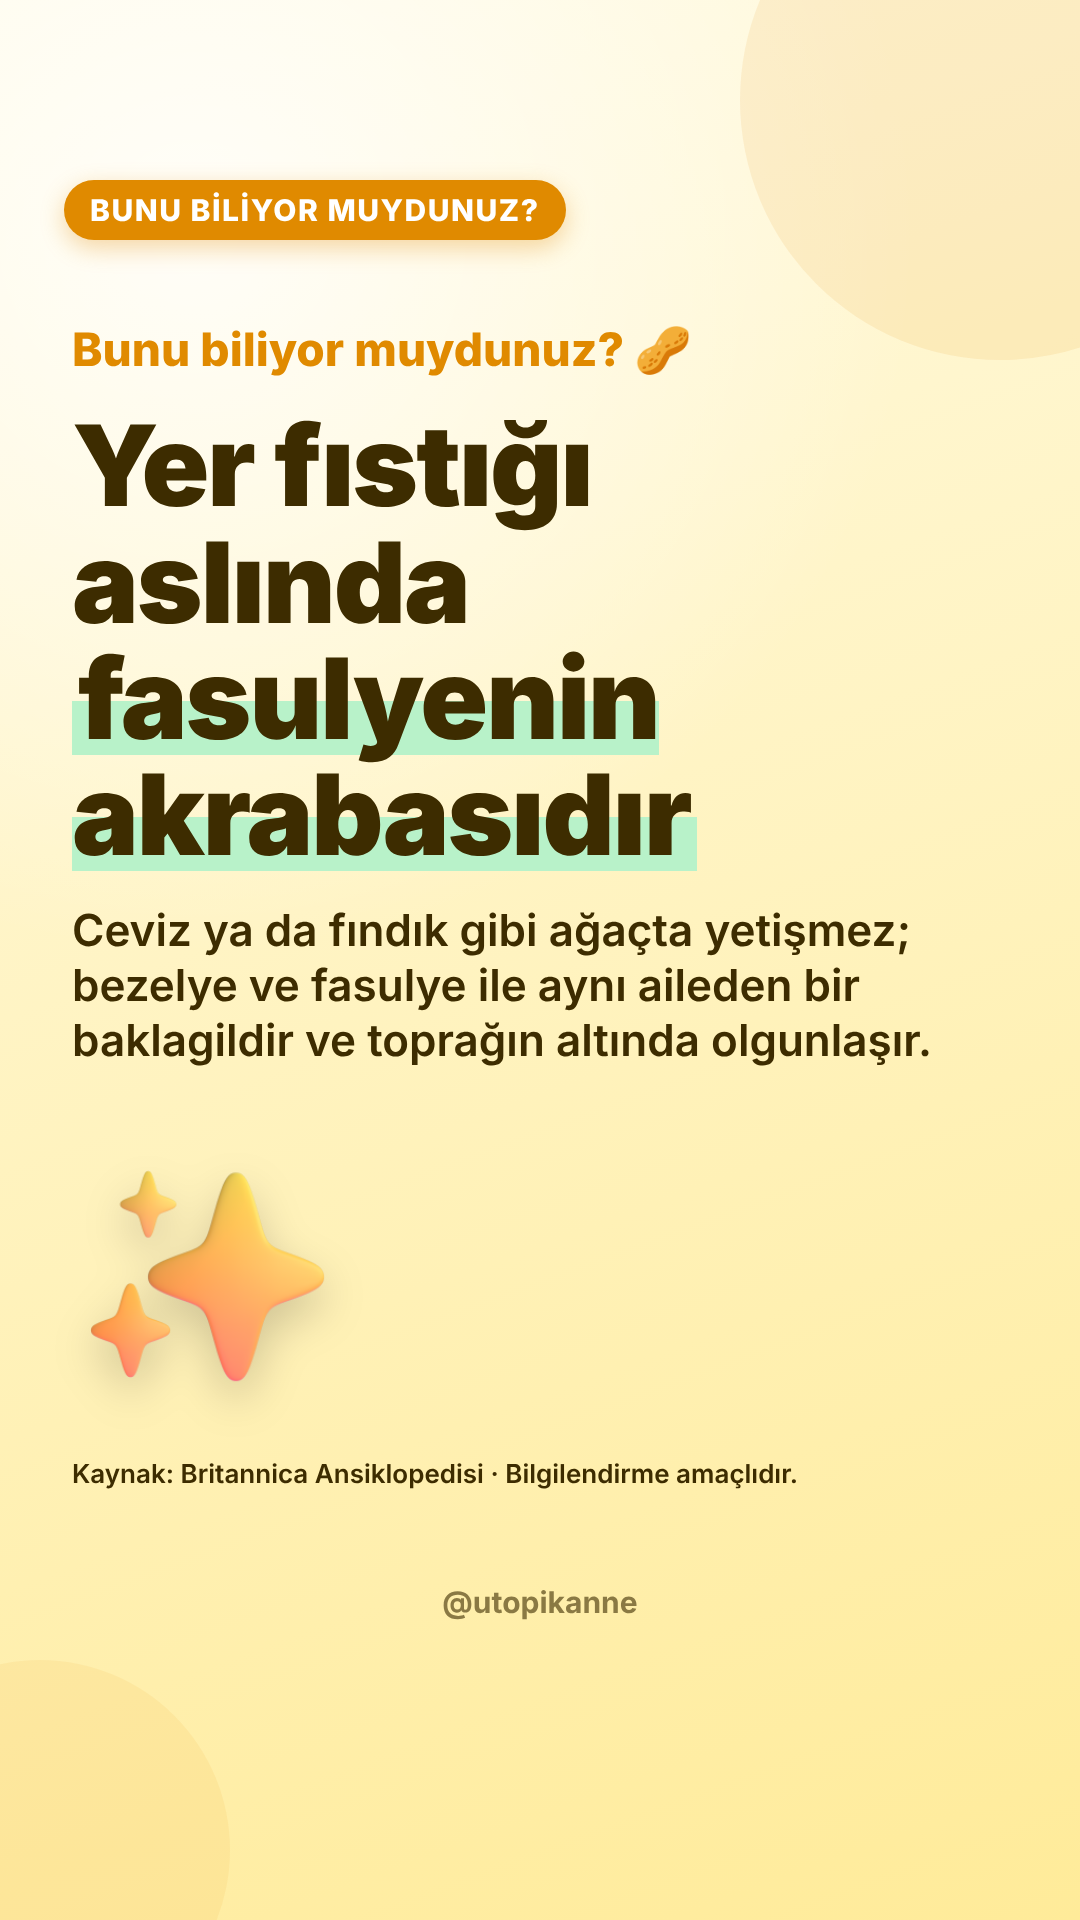 BUNU BİLİYOR MUYDUNUZ?
Bunu biliyor muydunuz? 🥜
Yer fıstığı
aslında
fasulyenin
akrabasıdır
Ceviz ya da fındık gibi ağaçta yetişmez;
bezelye ve fasulye ile aynı aileden bir
baklagildir ve toprağın altında olgunlaşır.
Kaynak: Britannica Ansiklopedisi · Bilgilendirme amaçlıdır.
@utopikanne